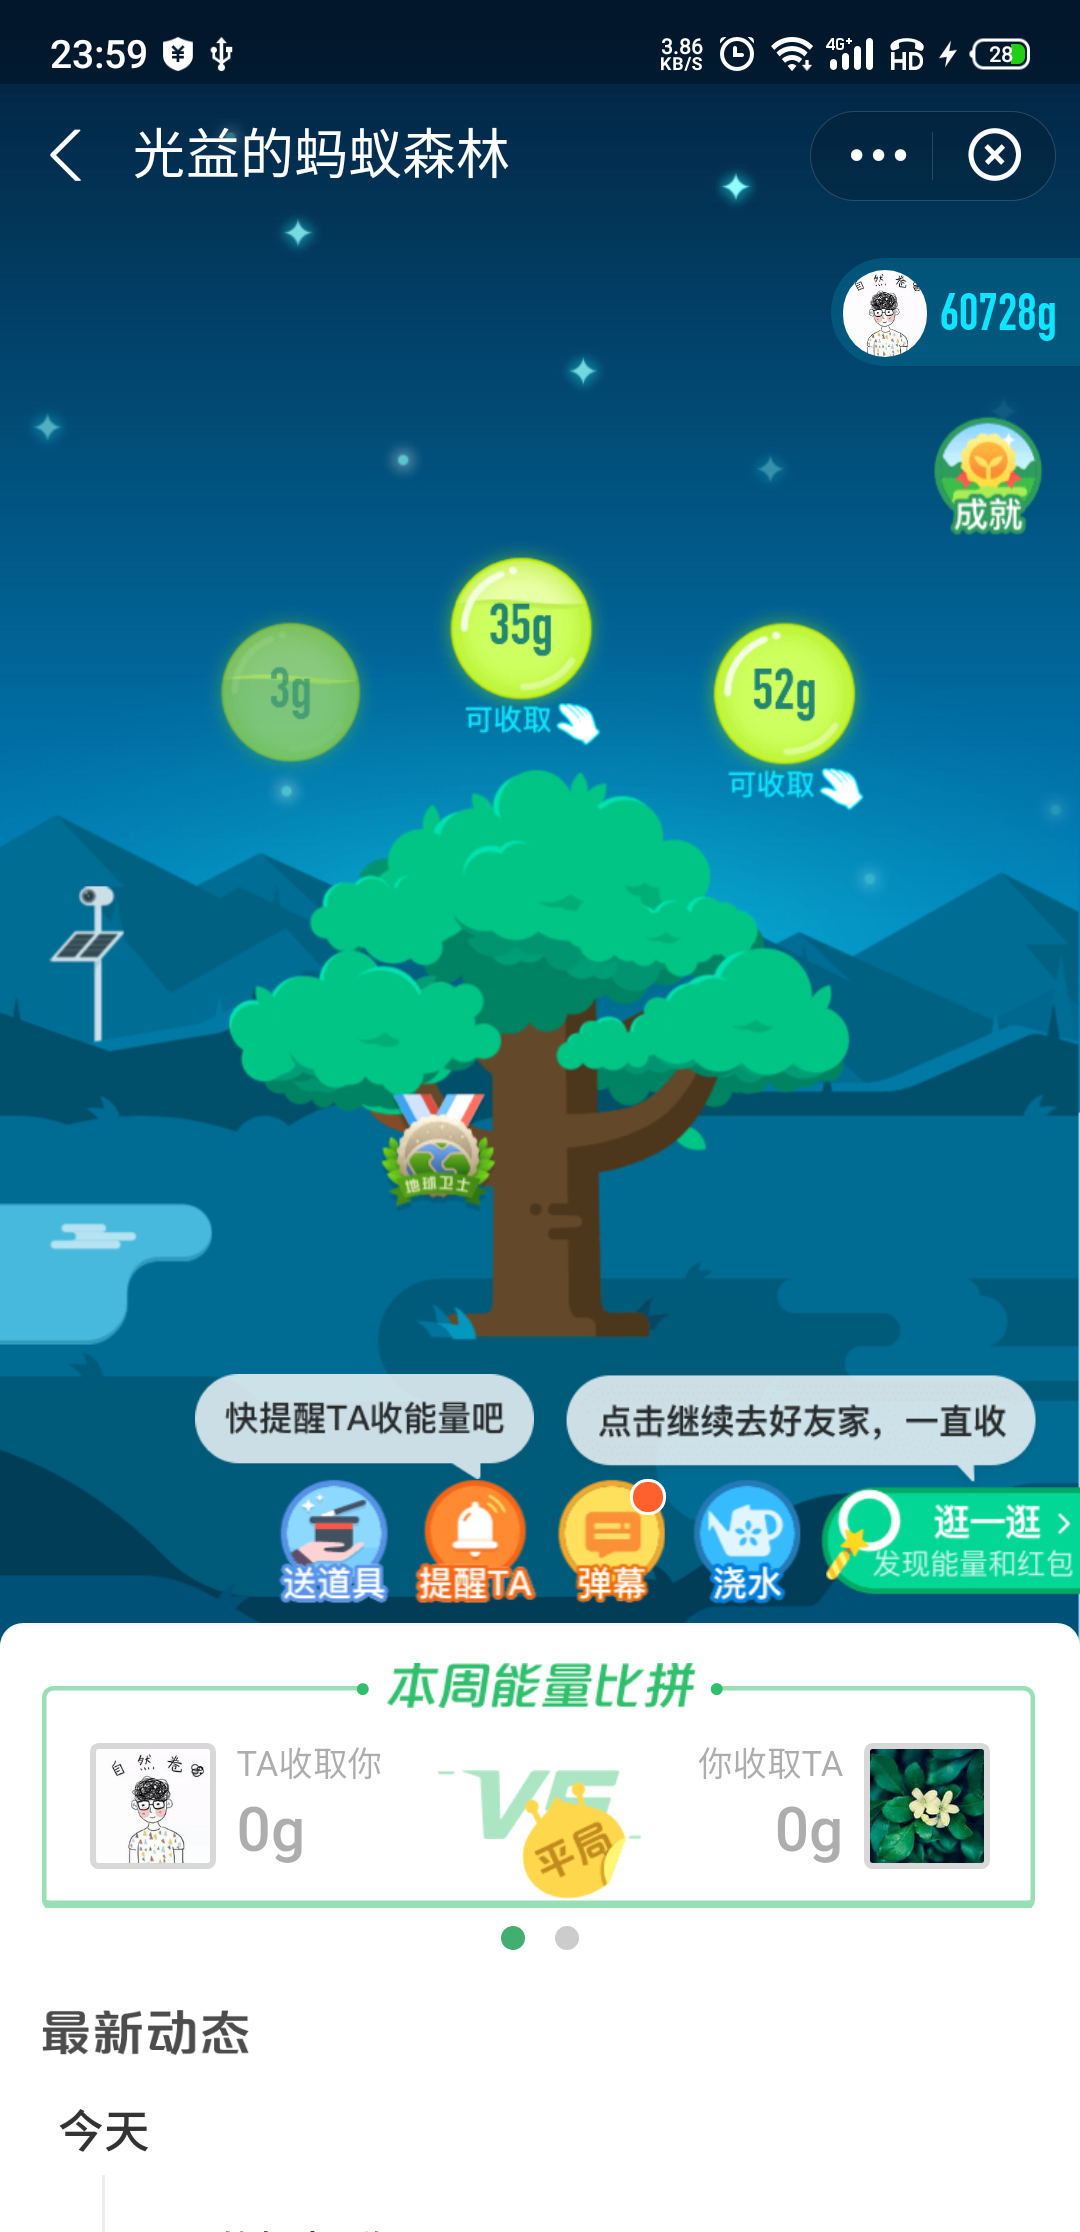 23:59
3.86
KB/S
4G+
HD
28
光益的蚂蚁森林
自然卷
60728g
成就
35g
3g
52g
可收取
可收取
地球卫士
快提醒TA收能量吧
点击继续去好友家，一直收
逛一逛
发现能量和红包
送道具
提醒TA
弹幕
浇水
本周能量比拼
自然卷
TA收取你
0g
VS
平局
你收取TA
0g
最新动态
今天